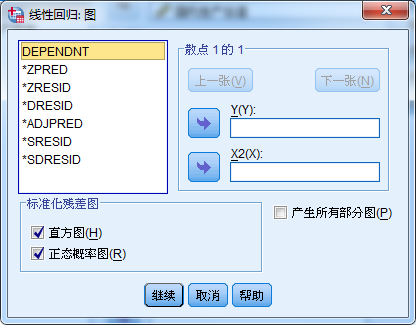 线性回归: 图
DEPENDNT
*ZPRED
*ZRESID
*DRESID
*ADJPRED
*SRESID
*SDRESID
散点 1 的 1
上一张(V)
下一张(N)
Y(Y):
X2(X):
标准化残差图
直方图(H)
正态概率图(R)
产生所有部分图(P)
继续
取消
帮助